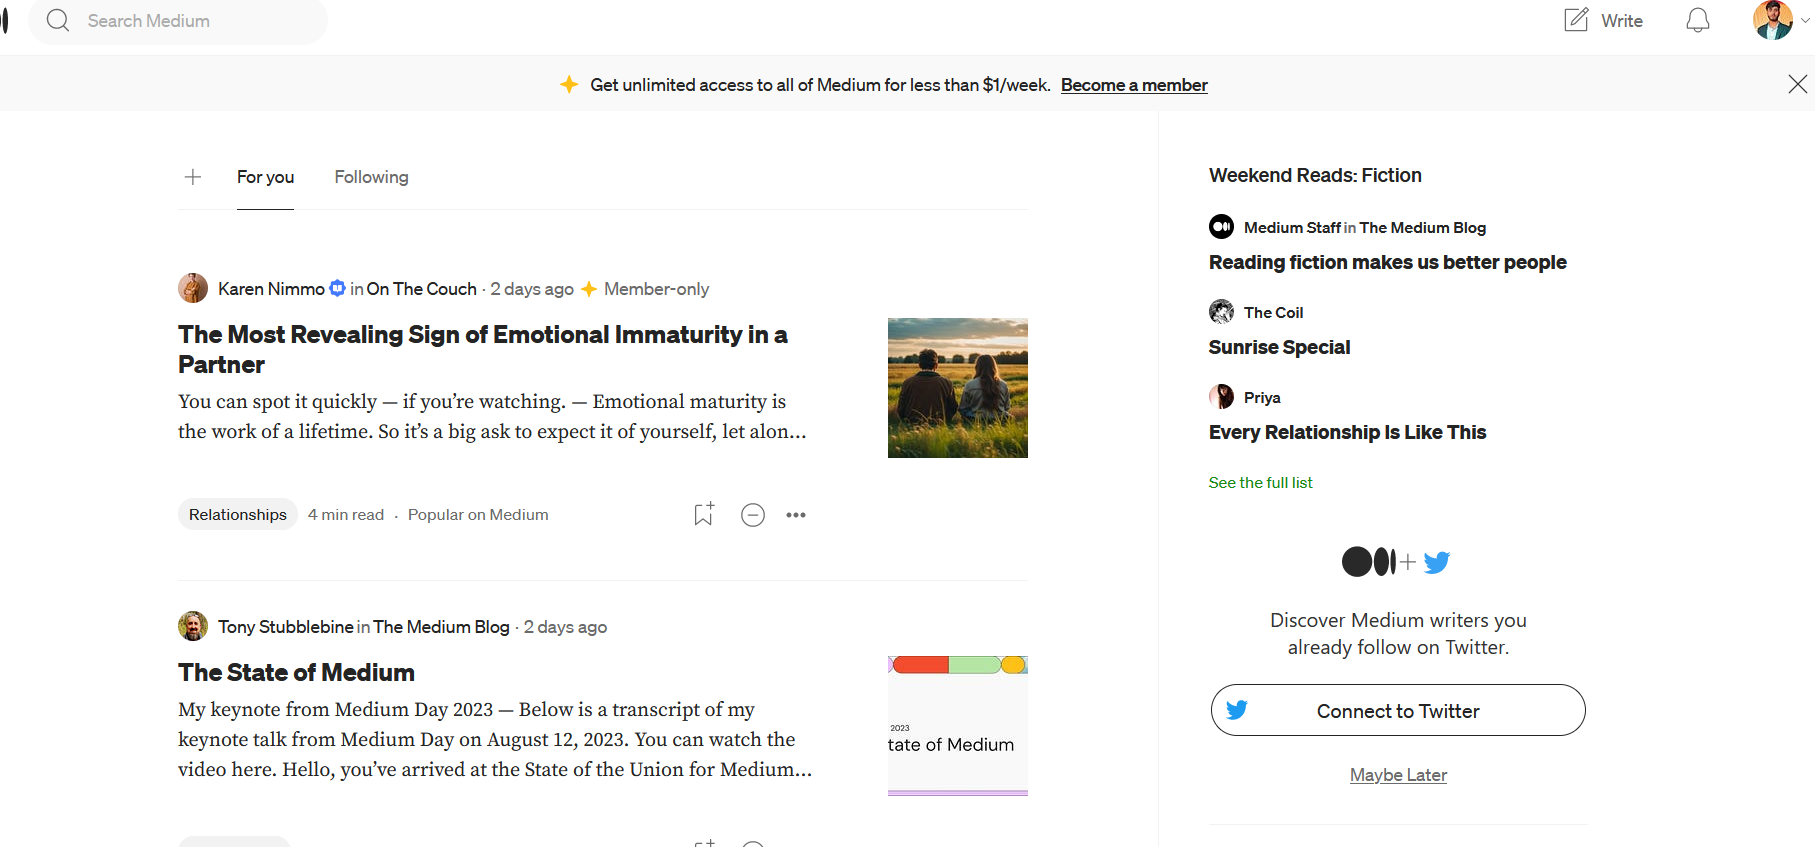 Search Medium
Write
Get unlimited access to all of Medium for less than $1/week. Become a member
For you
Following
Karen Nimmo in On The Couch · 2 days ago Member-only
The Most Revealing Sign of Emotional Immaturity in a
Partner
You can spot it quickly — if you’re watching. — Emotional maturity is
the work of a lifetime. So it’s a big ask to expect it of yourself, let alon...
Relationships 4 min read · Popular on Medium
Tony Stubblebine in The Medium Blog · 2 days ago
The State of Medium
My keynote from Medium Day 2023 — Below is a transcript of my
keynote talk from Medium Day on August 12, 2023. You can watch the
video here. Hello, you’ve arrived at the State of the Union for Medium...
2023
tate of Medium
Weekend Reads: Fiction
Medium Staff in The Medium Blog
Reading fiction makes us better people
The Coil
Sunrise Special
Priya
Every Relationship Is Like This
See the full list
Discover Medium writers you
already follow on Twitter.
Connect to Twitter
Maybe Later